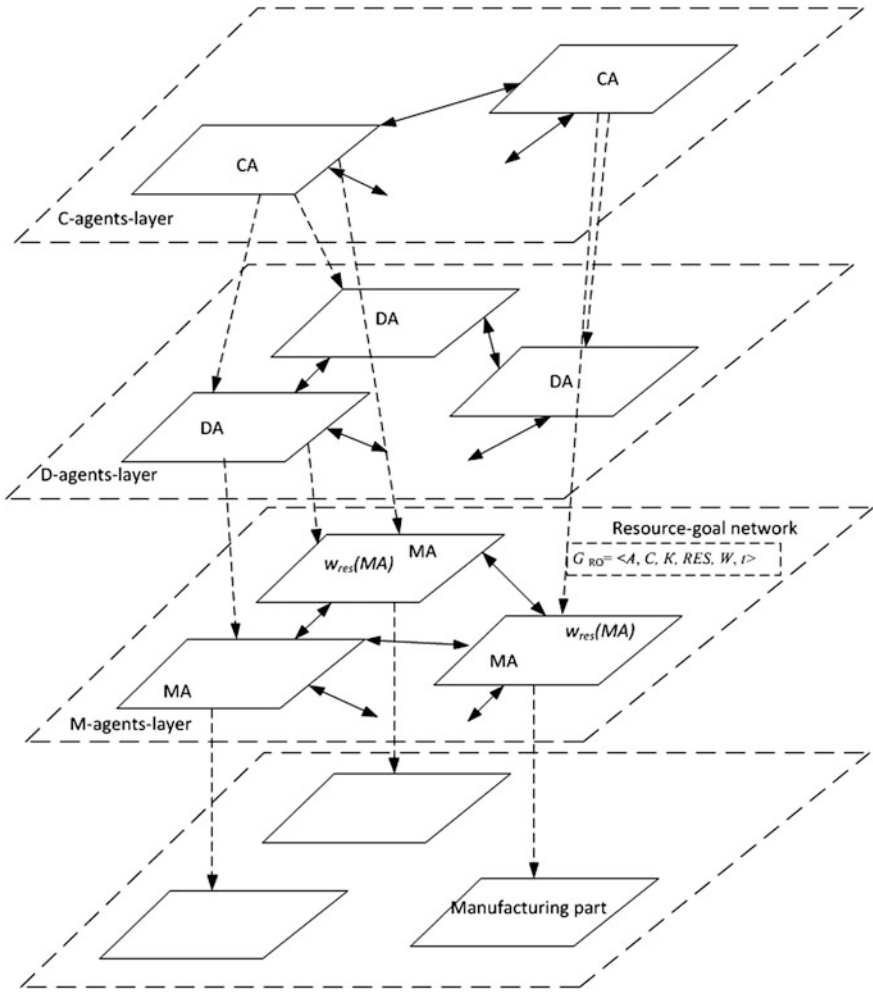 CA
CA
C-agents-layer
DA
DA
DA
D-agents-layer
Resource-goal network
G RO= <A, C, K, RES, W, t>
MA
wres(MA)
wres(MA)
MA
MA
M-agents-layer
Manufacturing part